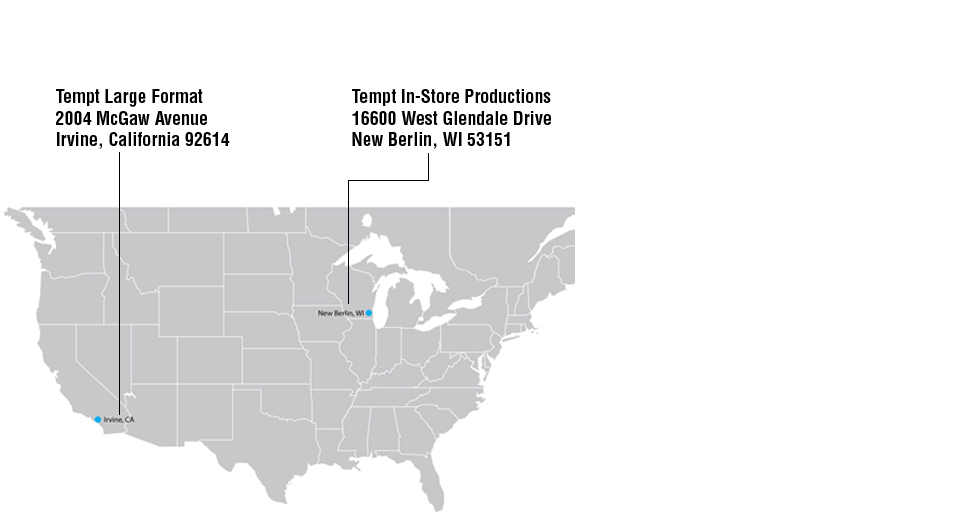 Tempt Large Format
2004 McGaw Avenue
Irvine, California 92614
Tempt In-Store Productions
16600 West Glendale Drive
New Berlin, WI 53151
New Berlin, WI
Irvine, CA